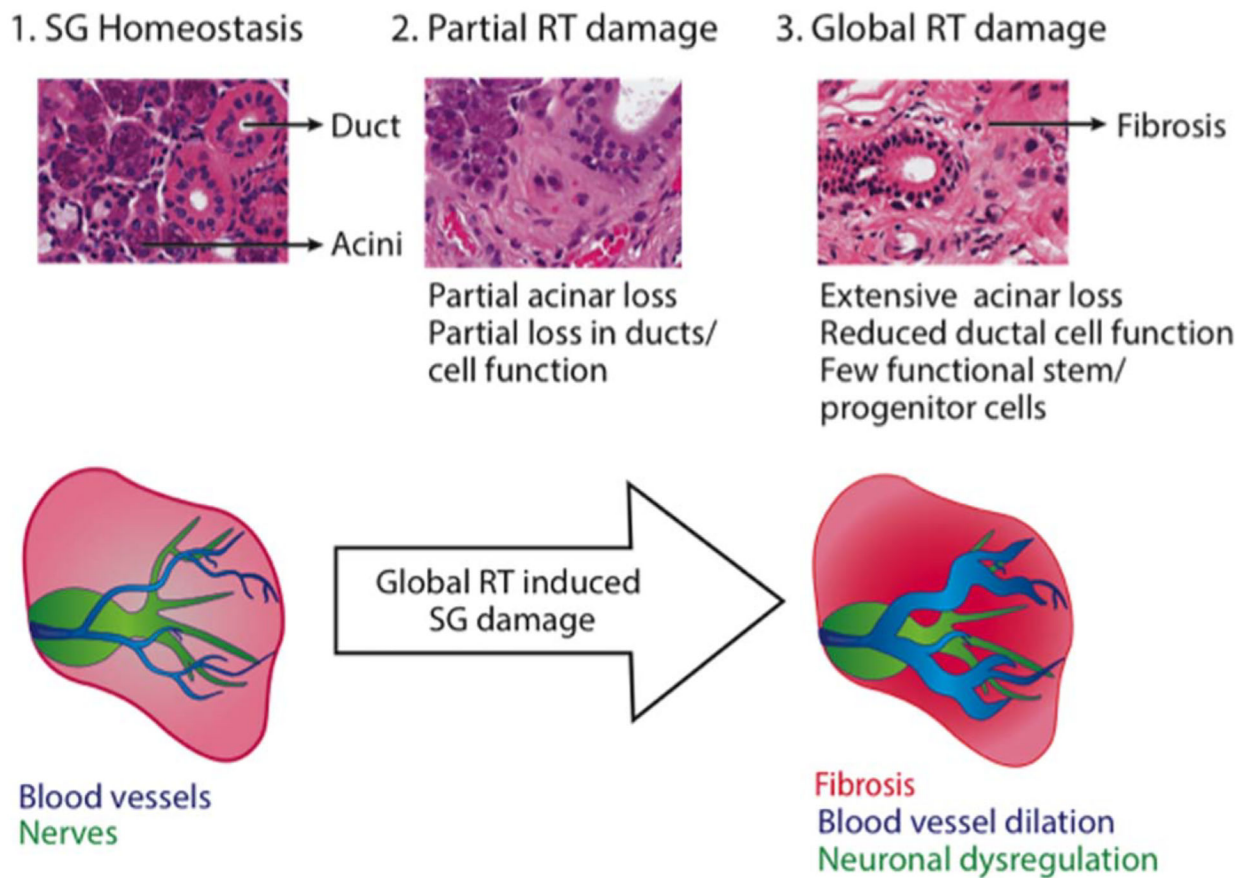 1. SG Homeostasis
2. Partial RT damage
3. Global RT damage
Duct
Acini
Fibrosis
Partial acinar loss
Partial loss in ducts/
cell function
Extensive acinar loss
Reduced ductal cell function
Few functional stem/
progenitor cells
Global RT induced
SG damage
Blood vessels
Nerves
Fibrosis
Blood vessel dilation
Neuronal dysregulation